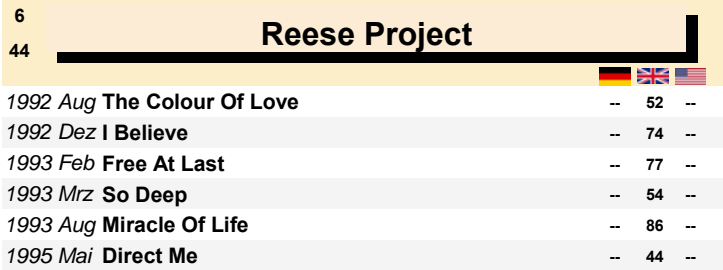 6
Reese Project
44
1992 Aug The Colour Of Love -- 52 --
1992 Dez I Believe -- 74 --
1993 Feb Free At Last -- 77 --
1993 Mrz So Deep -- 54 --
1993 Aug Miracle Of Life -- 86 --
1995 Mai Direct Me -- 44 --